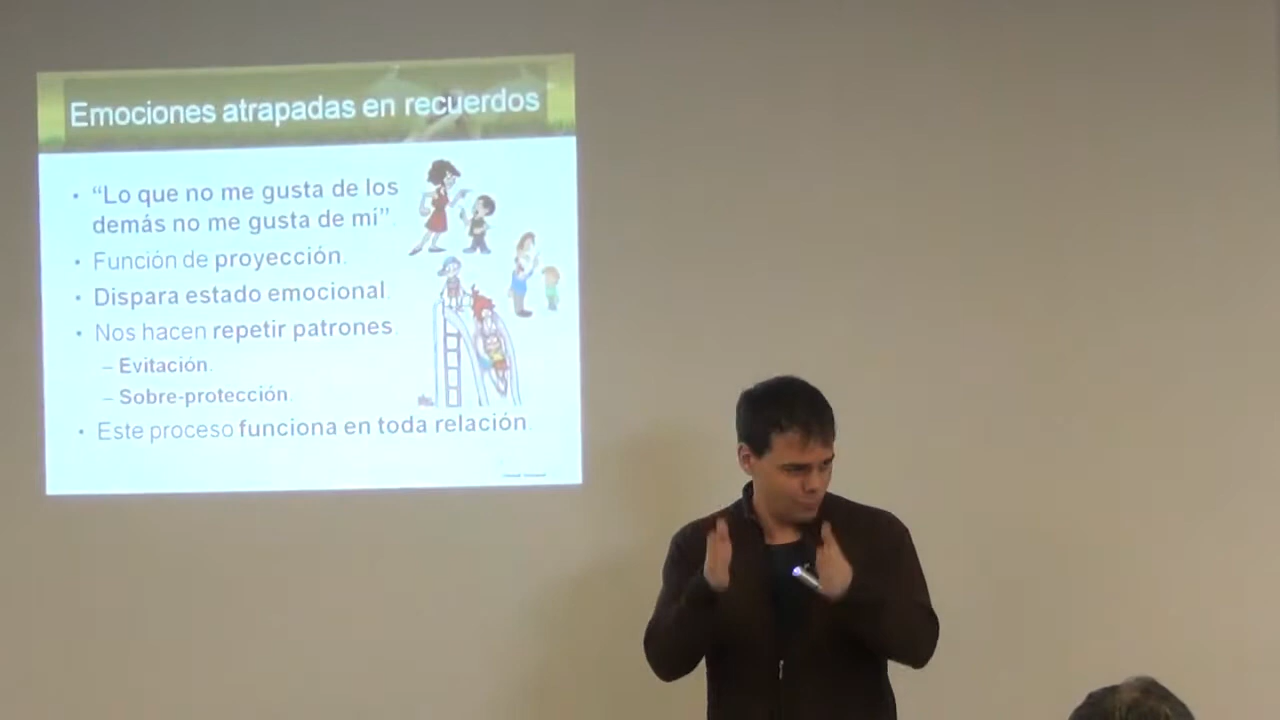 Emociones atrapadas en recuerdos
• “Lo que no me gusta de los
demás no me gusta de mí”.
• Función de proyección.
• Dispara estado emocional.
• Nos hacen repetir patrones.
– Evitación.
– Sobre-protección.
• Este proceso funciona en toda relación.